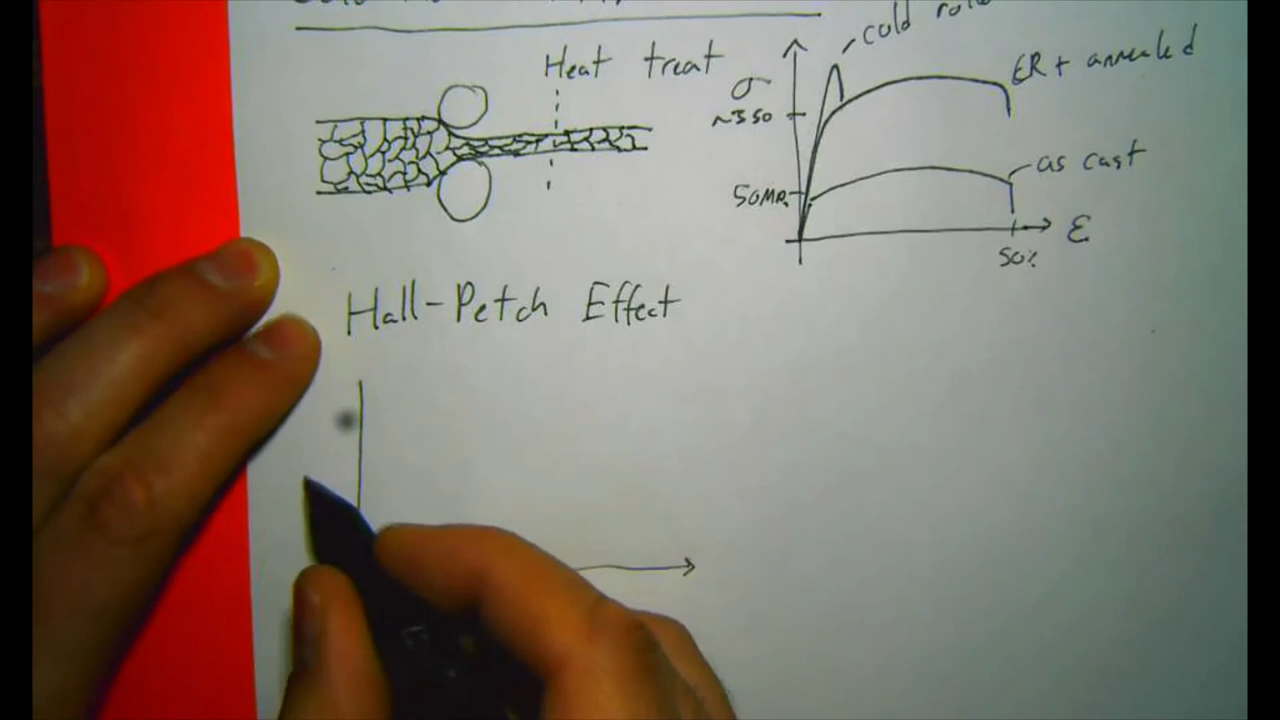 Heat treat
σ
cold
~350
CR + annealed
50MPa
as cast
ε
50%
Hall-Petch Effect